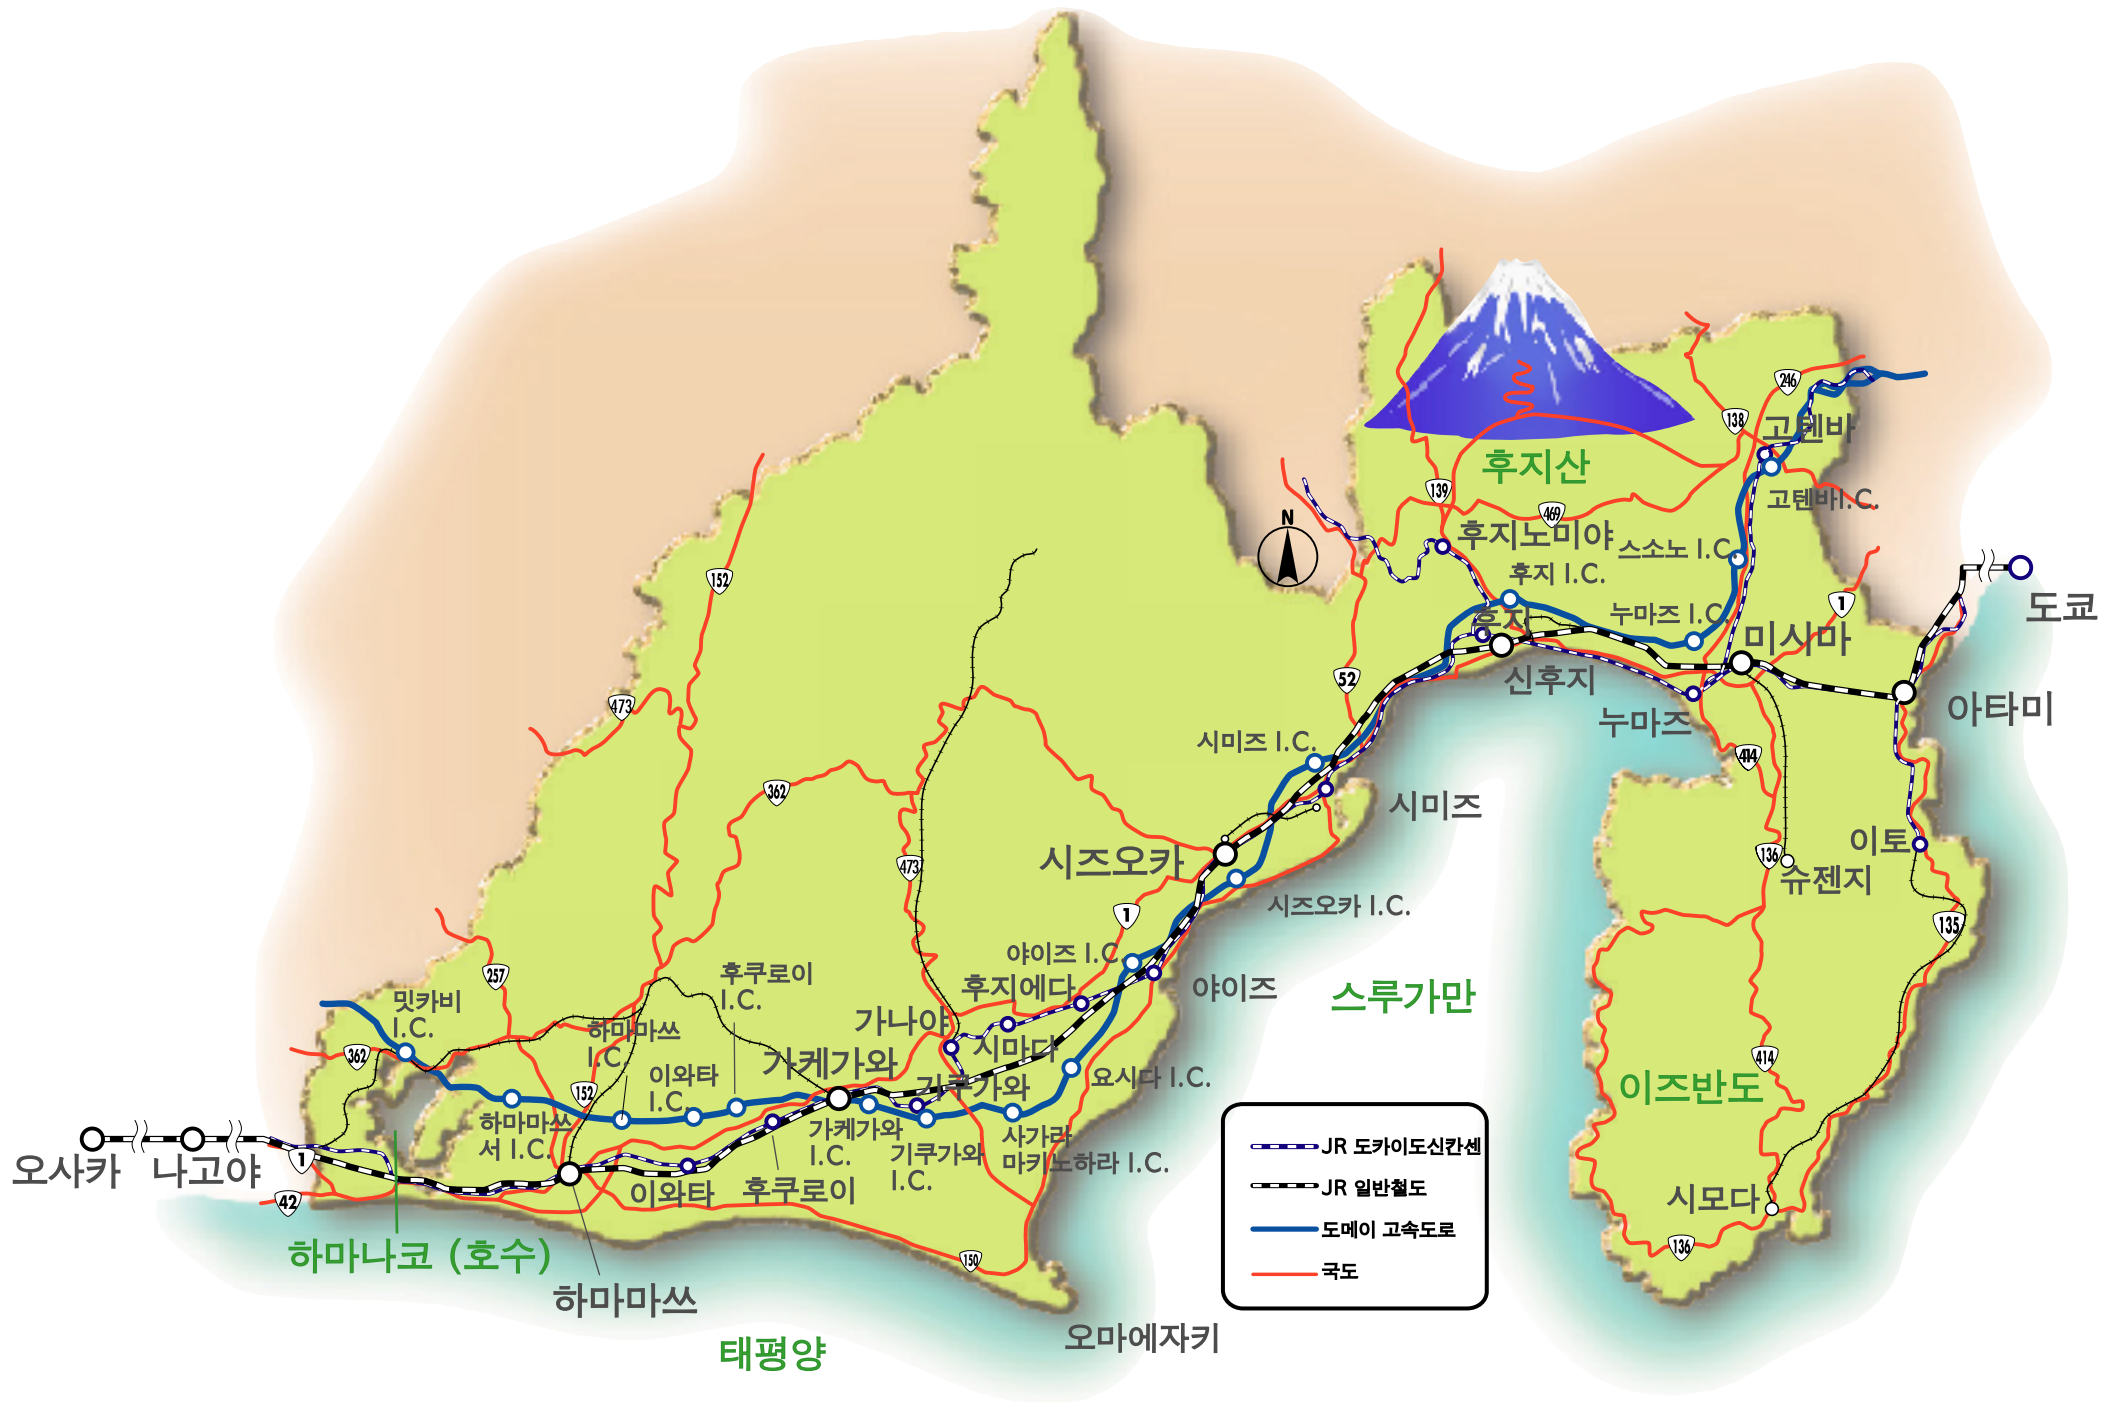 246
138
고텐바
후지산
139
고텐바I.C.
469
N
후지노미야
스소노 I.C.
후지 I.C.
152
1
누마즈 I.C.
도쿄
후지
미시마
52
신후지
473
누마즈
아타미
시미즈 I.C.
414
362
시미즈
이토
시즈오카
136
473
슈젠지
시즈오카 I.C.
1
135
야이즈 I.C.
257
후쿠로이
I.C.
후지에다
야이즈
스루가만
밋카비
I.C.
하마마쓰
I.C.
가나야
시마다
362
가케가와
414
이와타
I.C.
기쿠가와
요시다 I.C.
이즈반도
152
하마마쓰
서 I.C.
가케가와
I.C.
사가라
마키노하라 I.C.
기쿠가와
I.C.
오사카
나고야
1
이와타
후쿠로이
42
시모다
136
하마나코 (호수)
150
하마마쓰
오마에자키
태평양
JR 도카이도신칸센
JR 일반철도
도메이 고속도로
국도